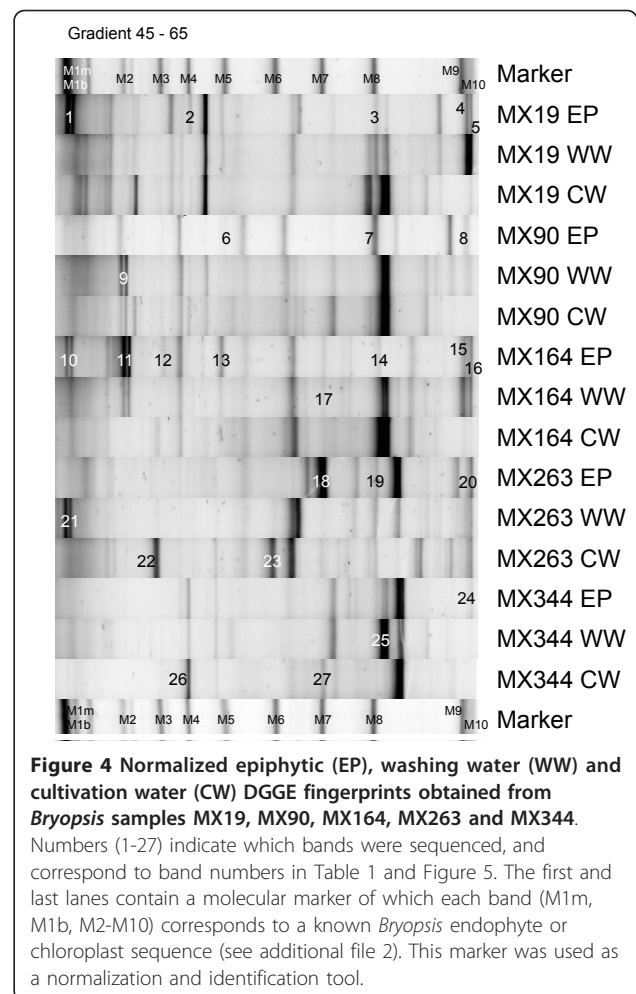 Gradient 45 - 65
M1m M2 M3 M4 M5 M6 M7 M8 M9 Marker
M1b M10
1 2 3 4 5 MX19 EP
MX19 WW
MX19 CW
6 7 8 MX90 EP
9 MX90 WW
MX90 CW
10 11 12 13 14 15 16 MX164 EP
17 MX164 WW
MX164 CW
18 19 20 MX263 EP
21 MX263 WW
22 23 MX263 CW
24 MX344 EP
25 MX344 WW
26 27 MX344 CW
M1m M2 M3 M4 M5 M6 M7 M8 M9 Marker
M1b M10
Figure 4 Normalized epiphytic (EP), washing water (WW) and
cultivation water (CW) DGGE fingerprints obtained from
Bryopsis samples MX19, MX90, MX164, MX263 and MX344.
Numbers (1-27) indicate which bands were sequenced, and
correspond to band numbers in Table 1 and Figure 5. The first and
last lanes contain a molecular marker of which each band (M1m,
M1b, M2-M10) corresponds to a known Bryopsis endophyte or
chloroplast sequence (see additional file 2). This marker was used as
a normalization and identification tool.